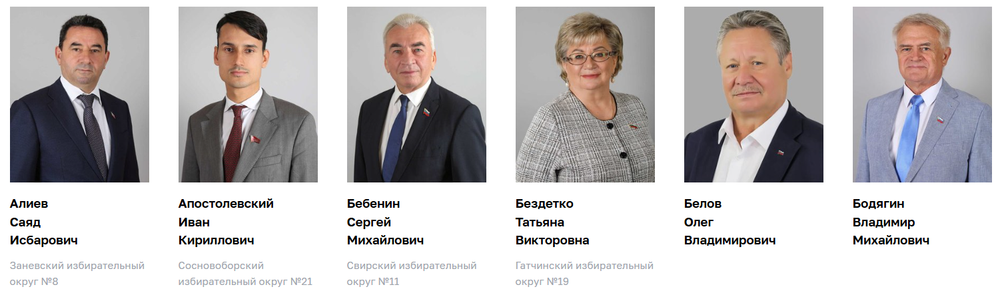 Алиев
Саяд
Исбарович
Заневский избирательный
округ №8
Апостолевский
Иван
Кириллович
Сосновоборский
избирательный округ №21
Бебенин
Сергей
Михайлович
Свирский избирательный
округ №11
Бездетко
Татьяна
Викторовна
Гатчинский избирательный
округ №19
Белов
Олег
Владимирович
Бодягин
Владимир
Михайлович